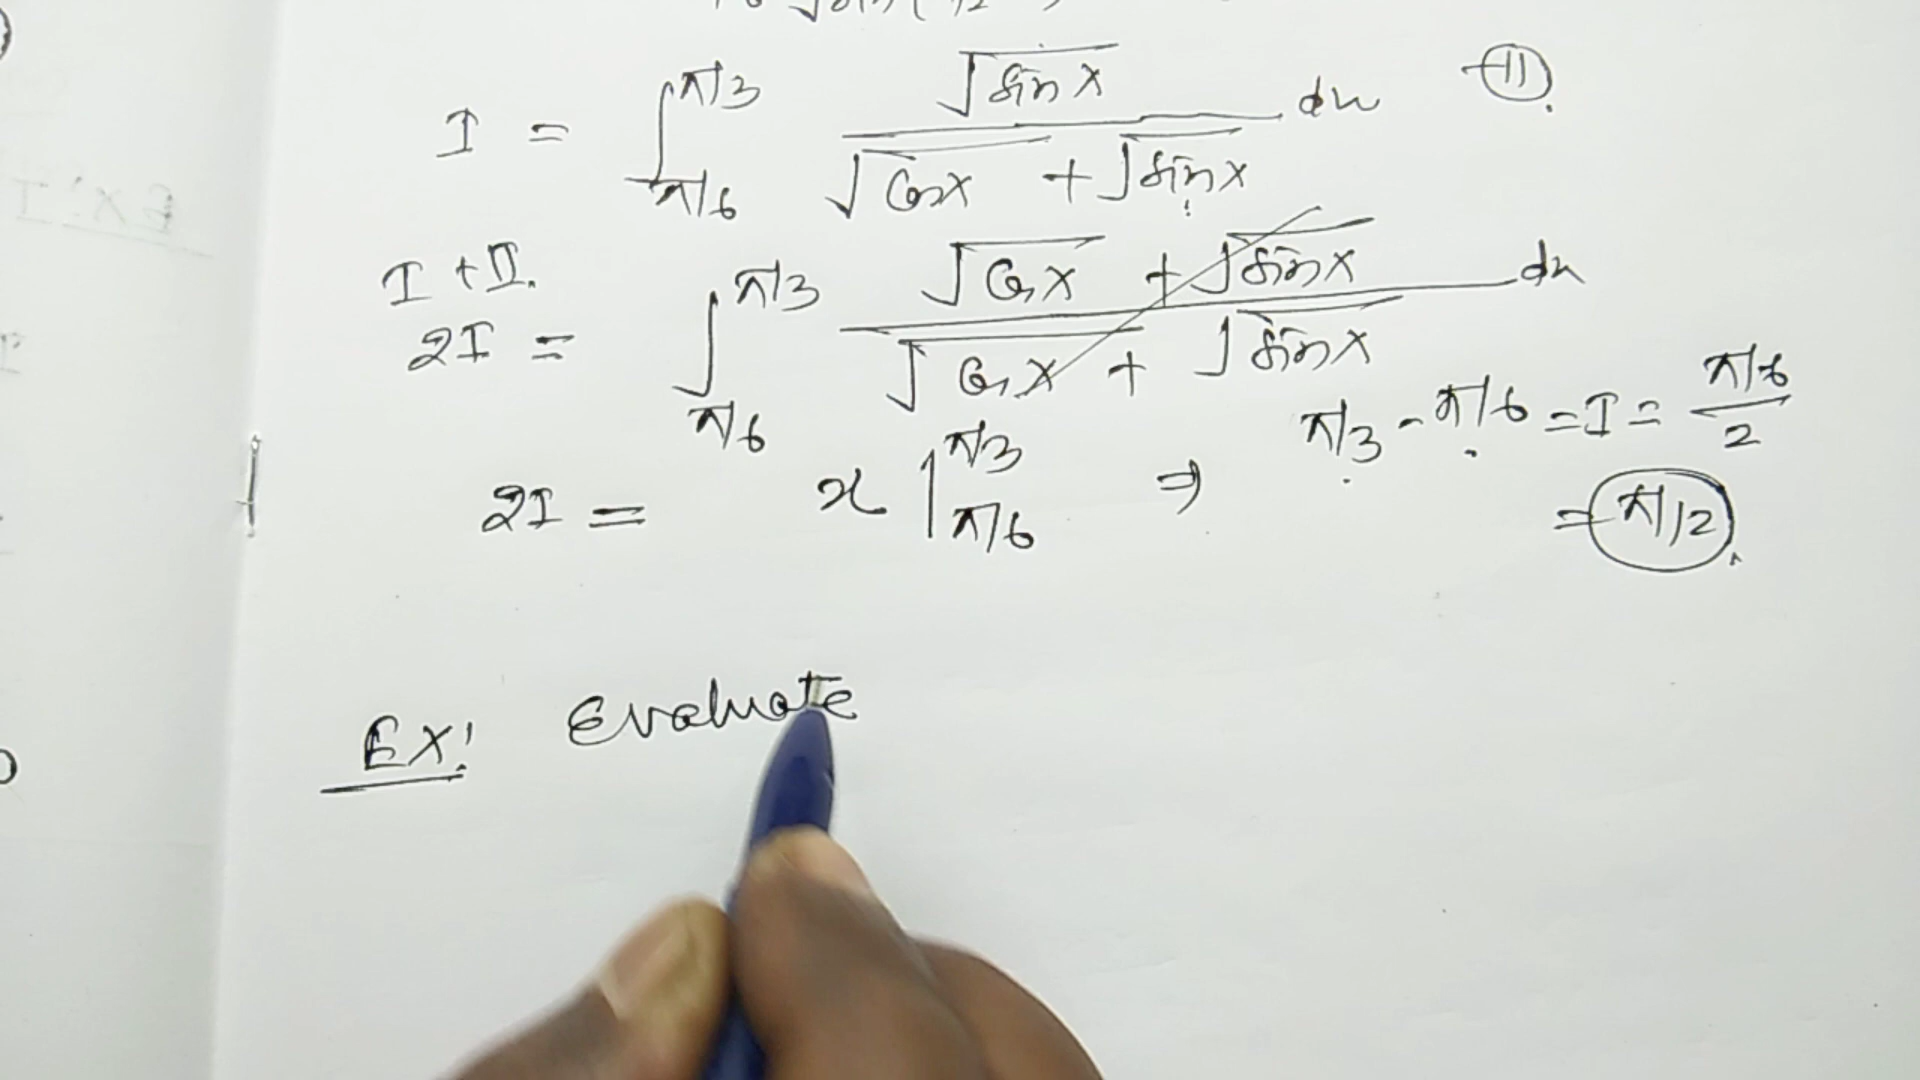 I = ∫_{π/6}^{π/3} √sin x / (√cos x + √sin x) dx —(II).
I + II.
2I = ∫_{π/6}^{π/3} (√cos x + √sin x) / (√cos x + √sin x) dx
2I = x |_{π/6}^{π/3} ⇒ π/3 - π/6 = I = (π/6)/2
= π/12.
Ex: Evaluate